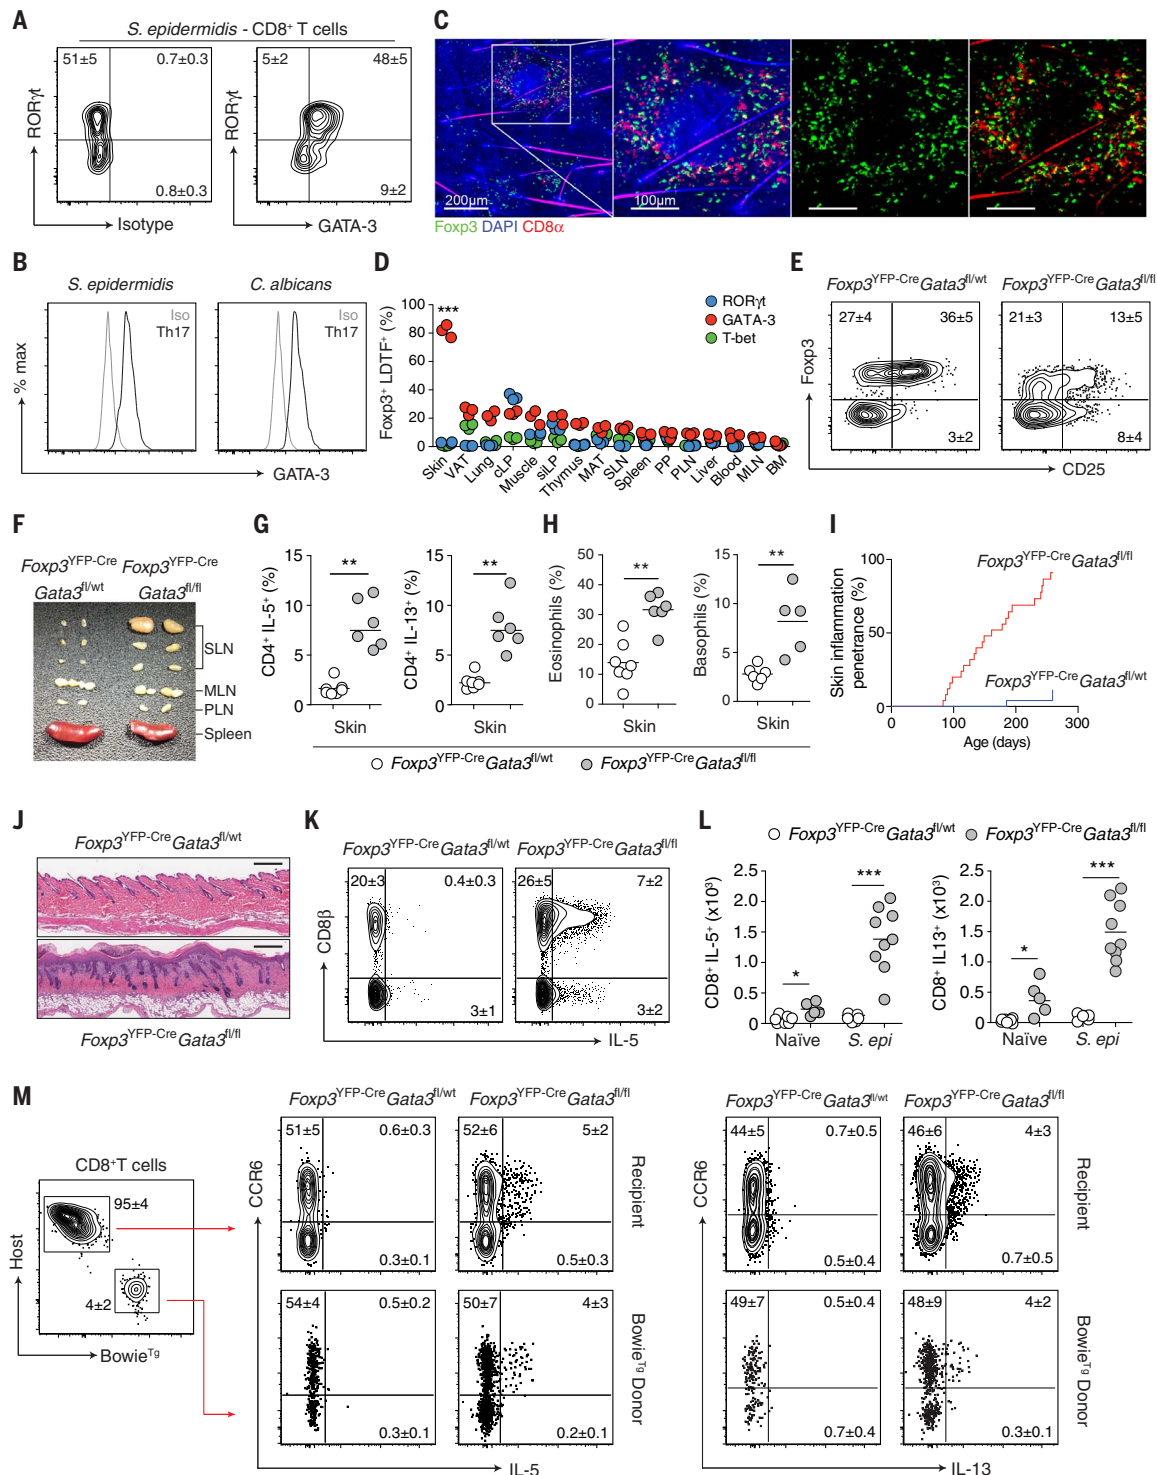 A
S. epidermidis - CD8⁺ T cells
51±5
0.7±0.3
0.8±0.3
RORγt
Isotype
5±2
48±5
9±2
RORγt
GATA-3
B
S. epidermidis
C. albicans
Iso
Th17
Iso
Th17
% max
GATA-3
C
200µm
100µm
Foxp3 DAPI CD8α
D
Foxp3⁺ LDTF⁺ (%)
100
80
60
40
20
0
***
RORγt
GATA-3
T-bet
Skin
VAT
Lung
cLP
Muscle
siLP
Thymus
MAT
SLN
Spleen
PP
PLN
Liver
Blood
MLN
BM
E
Foxp3YFP-CreGata3fl/wt
Foxp3YFP-CreGata3fl/fl
27±4
36±5
3±2
21±3
13±5
8±4
Foxp3
CD25
F
Foxp3YFP-Cre
Gata3fl/wt
Foxp3YFP-Cre
Gata3fl/fl
SLN
MLN
PLN
Spleen
G
CD4⁺ IL-5⁺ (%)
15
10
5
0
**
Skin
CD4⁺ IL-13⁺ (%)
15
10
5
0
**
Skin
H
Eosinophils (%)
50
40
30
20
10
0
**
Skin
Basophils (%)
15
10
5
0
**
Skin
Foxp3YFP-CreGata3fl/wt
Foxp3YFP-CreGata3fl/fl
I
Skin inflammation
penetrance (%)
100
50
0
Foxp3YFP-CreGata3fl/fl
Foxp3YFP-CreGata3fl/wt
0
100
200
300
Age (days)
J
Foxp3YFP-CreGata3fl/wt
Foxp3YFP-CreGata3fl/fl
K
Foxp3YFP-CreGata3fl/wt
Foxp3YFP-CreGata3fl/fl
20±3
0.4±0.3
3±1
26±5
7±2
3±2
CD8β
IL-5
L
Foxp3YFP-CreGata3fl/wt
Foxp3YFP-CreGata3fl/fl
CD8⁺ IL-5⁺ (x10³)
2.5
2.0
1.5
1.0
0.5
0
*
***
Naïve
S. epi
CD8⁺ IL13⁺ (x10³)
2.5
2.0
1.5
1.0
0.5
0
*
***
Naïve
S. epi
M
CD8⁺T cells
95±4
4±2
Host
BowieTg
Foxp3YFP-CreGata3fl/wt
Foxp3YFP-CreGata3fl/fl
51±5
0.6±0.3
0.3±0.1
52±6
5±2
0.5±0.3
Recipient
CCR6
54±4
0.5±0.2
0.3±0.1
50±7
4±3
0.2±0.1
BowieTg Donor
IL-5
Foxp3YFP-CreGata3fl/wt
Foxp3YFP-CreGata3fl/fl
44±5
0.7±0.5
0.5±0.4
46±6
4±3
0.7±0.5
Recipient
CCR6
49±7
0.5±0.4
0.7±0.4
48±9
4±2
0.3±0.1
BowieTg Donor
IL-13